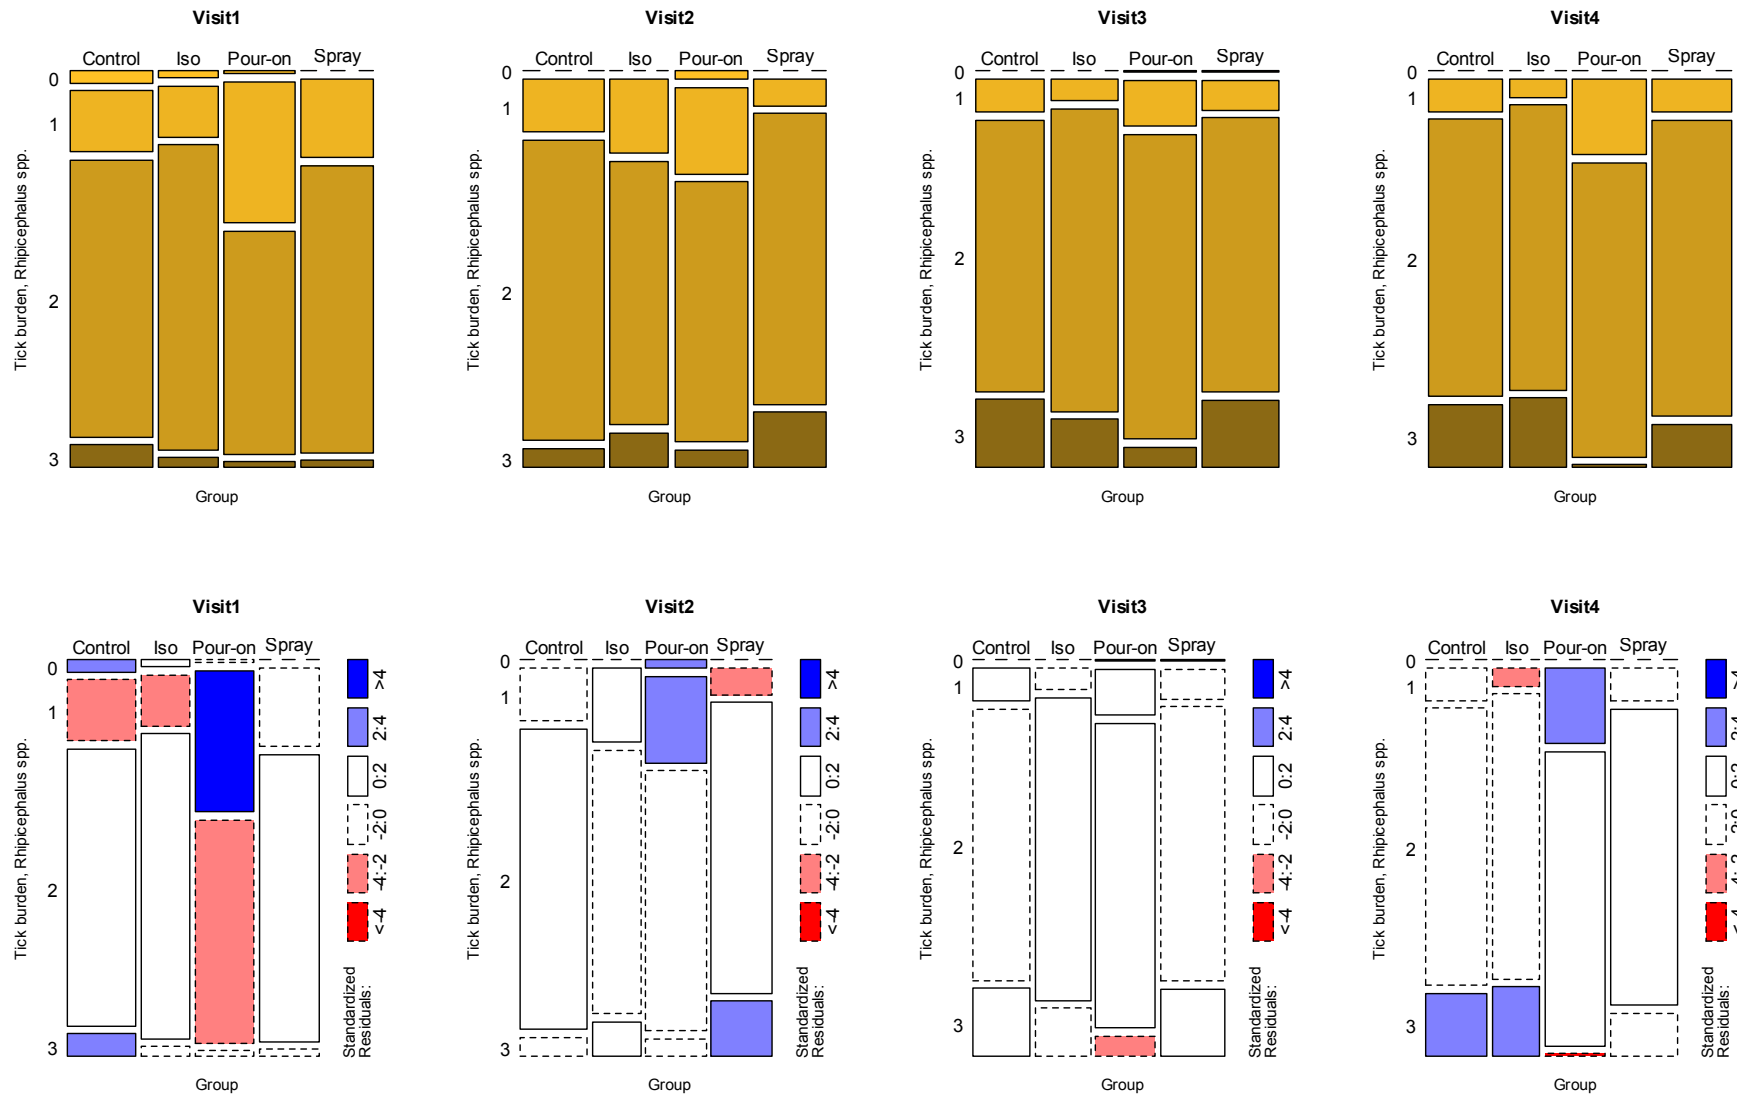 Visit1
Control Iso Pour-on Spray
0
1
2
3
Tick burden, Rhipicephalus spp.
Group
Visit2
Control Iso Pour-on Spray
0
1
2
3
Tick burden, Rhipicephalus spp.
Group
Visit3
Control Iso Pour-on Spray
0
1
2
3
Tick burden, Rhipicephalus spp.
Group
Visit4
Control Iso Pour-on Spray
0
1
2
3
Tick burden, Rhipicephalus spp.
Group
Visit1
Control Iso Pour-on Spray
0
1
2
3
Tick burden, Rhipicephalus spp.
Group
Standardized
Residuals:
<-4
-4:-2
-2:0
0:2
2:4
>4
Visit2
Control Iso Pour-on Spray
0
1
2
3
Tick burden, Rhipicephalus spp.
Group
Standardized
Residuals:
<-4
-4:-2
-2:0
0:2
2:4
>4
Visit3
Control Iso Pour-on Spray
0
1
2
3
Tick burden, Rhipicephalus spp.
Group
Standardized
Residuals:
<-4
-4:-2
-2:0
0:2
2:4
>4
Visit4
Control Iso Pour-on Spray
0
1
2
3
Tick burden, Rhipicephalus spp.
Group
Standardized
Residuals: